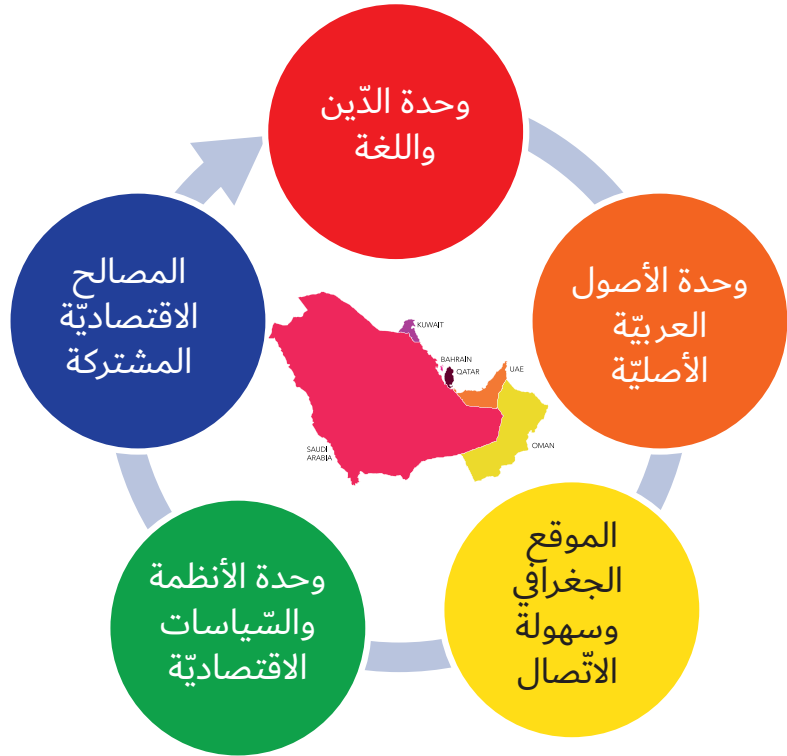 وحدة الدّين
واللغة
وحدة الأصول
العربيّة
الأصليّة
الموقع
الجغرافي
وسهولة
الاتّصال
وحدة الأنظمة
والسّياسات
الاقتصاديّة
المصالح
الاقتصاديّة
المشتركة
KUWAIT
BAHRAIN
QATAR
UAE
OMAN
SAUDI
ARABIA